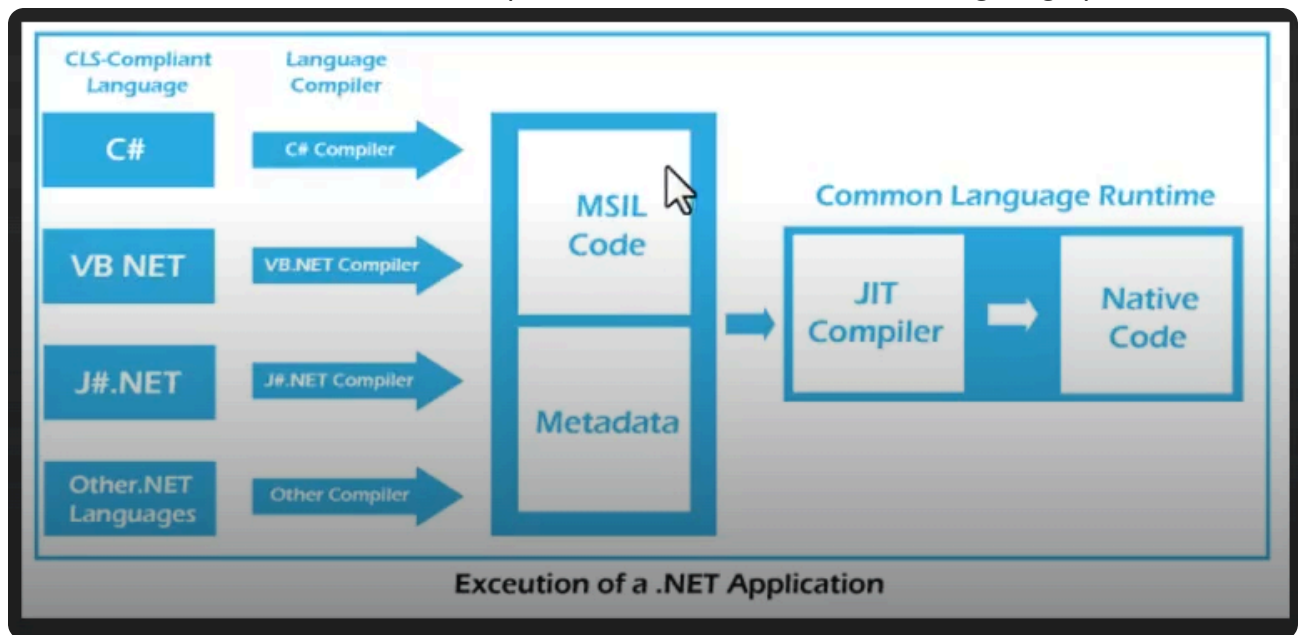 CLS-Compliant
Language
Language
Compiler
C#
C# Compiler
VB NET
VB.NET Compiler
J#.NET
J#.NET Compiler
Other.NET
Languages
Other Compiler
MSIL
Code
Metadata
Common Language Runtime
JIT
Compiler
Native
Code
Exceution of a .NET Application